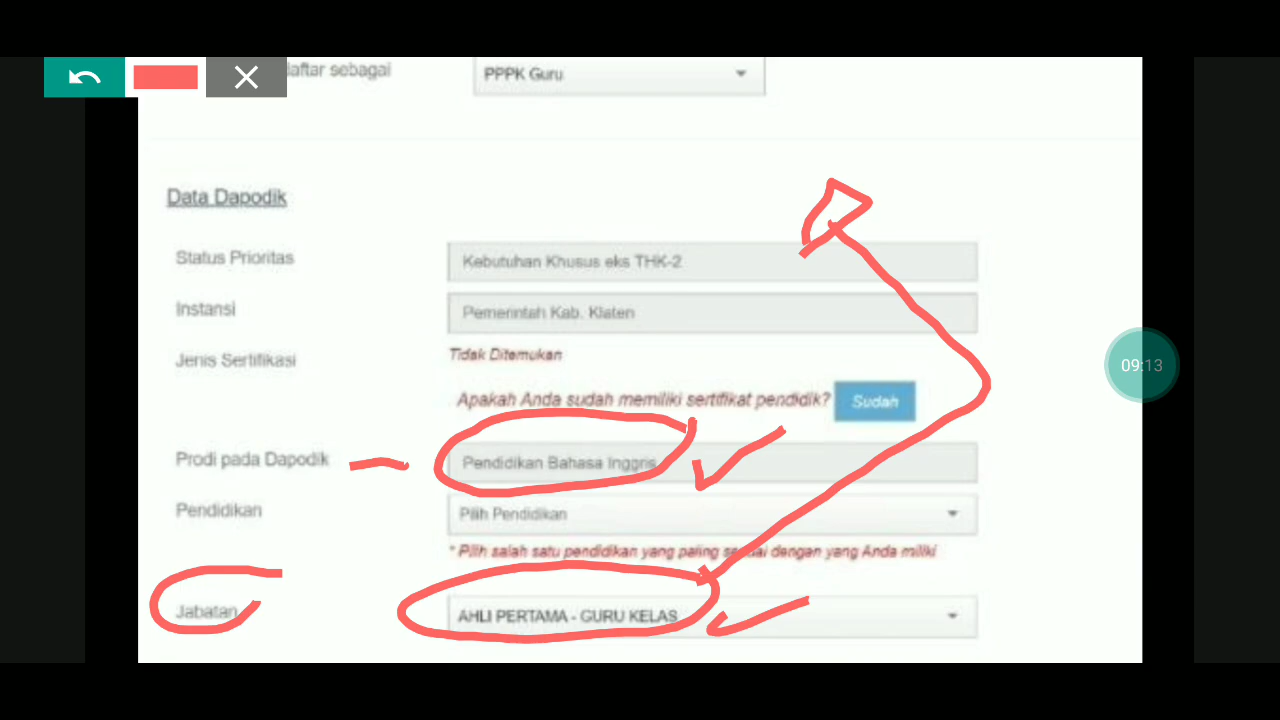 daftar sebagai PPPK Guru
Data Dapodik
Status Prioritas Kebutuhan Khusus eks THK-2
Instansi Pemerintah Kab. Klaten
Jenis Sertifikasi Tidak Ditemukan
Apakah Anda sudah memiliki sertifikat pendidik? Sudah
09:13
Prodi pada Dapodik Pendidikan Bahasa Inggris
Pendidikan Pilih Pendidikan
* Pilih salah satu pendidikan yang paling sesuai dengan yang Anda miliki
Jabatan AHLI PERTAMA - GURU KELAS